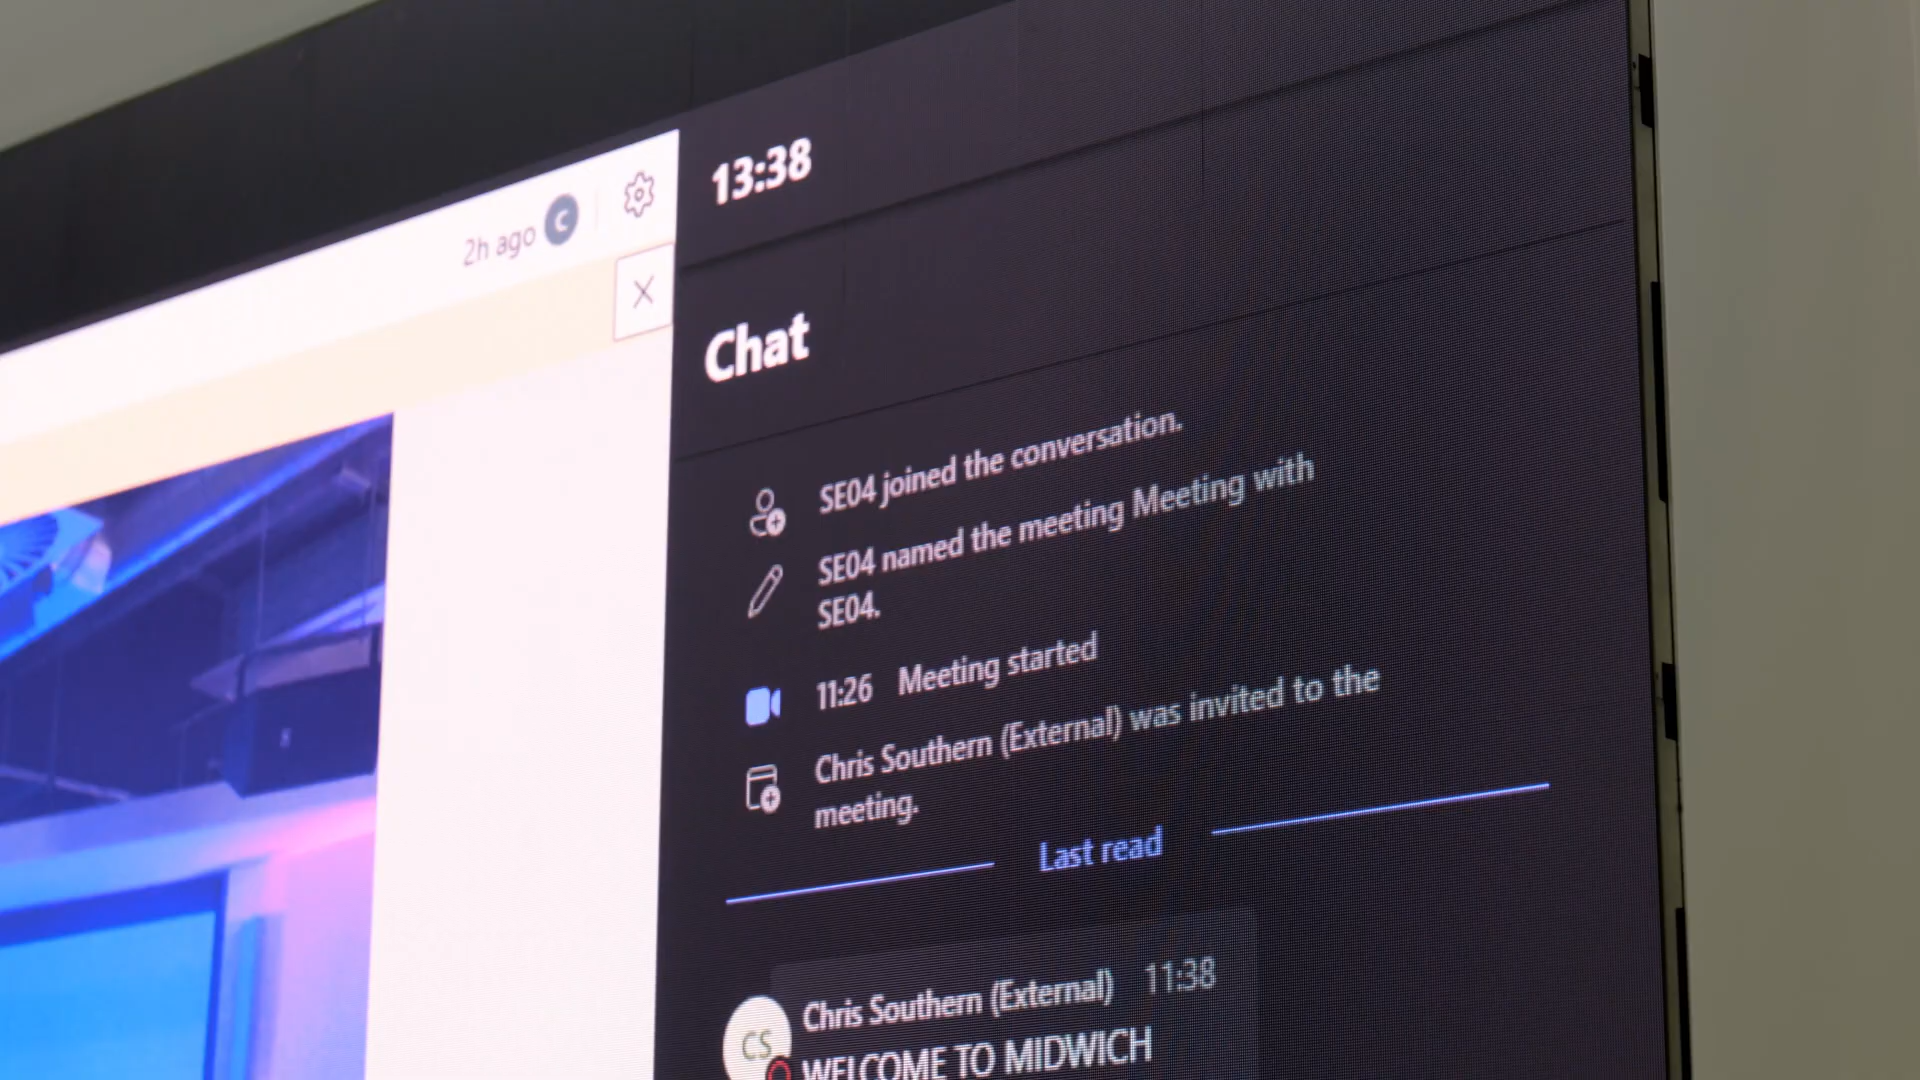 2h ago
C
13:38
Chat
SE04 joined the conversation.
SE04 named the meeting Meeting with
SE04.
11:26 Meeting started
Chris Southern (External) was invited to the
meeting.
Last read
Chris Southern (External) 11:38
CS
WELCOME TO MIDWICH